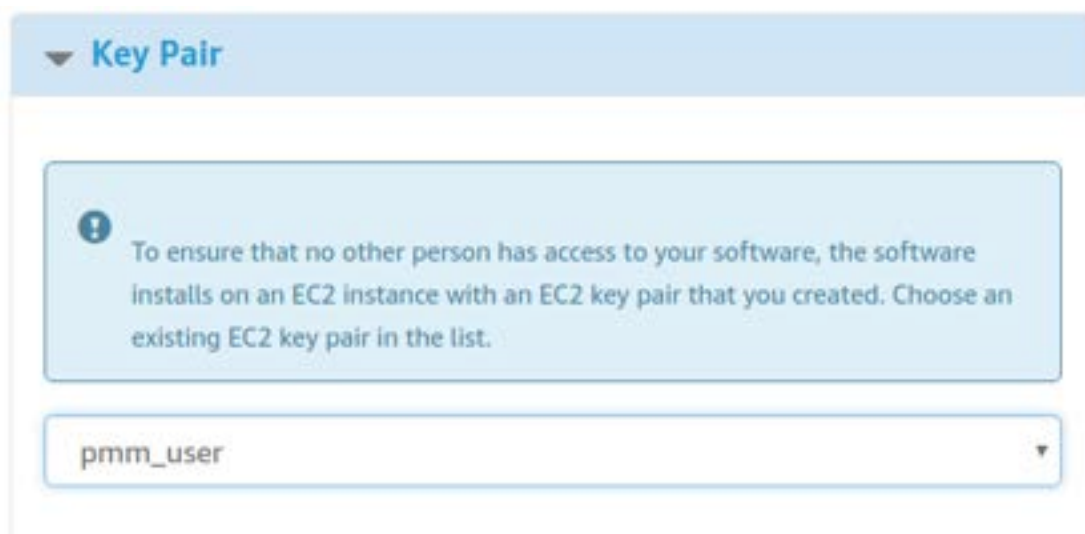 Key Pair
To ensure that no other person has access to your software, the software
installs on an EC2 instance with an EC2 key pair that you created. Choose an
existing EC2 key pair in the list.
pmm_user